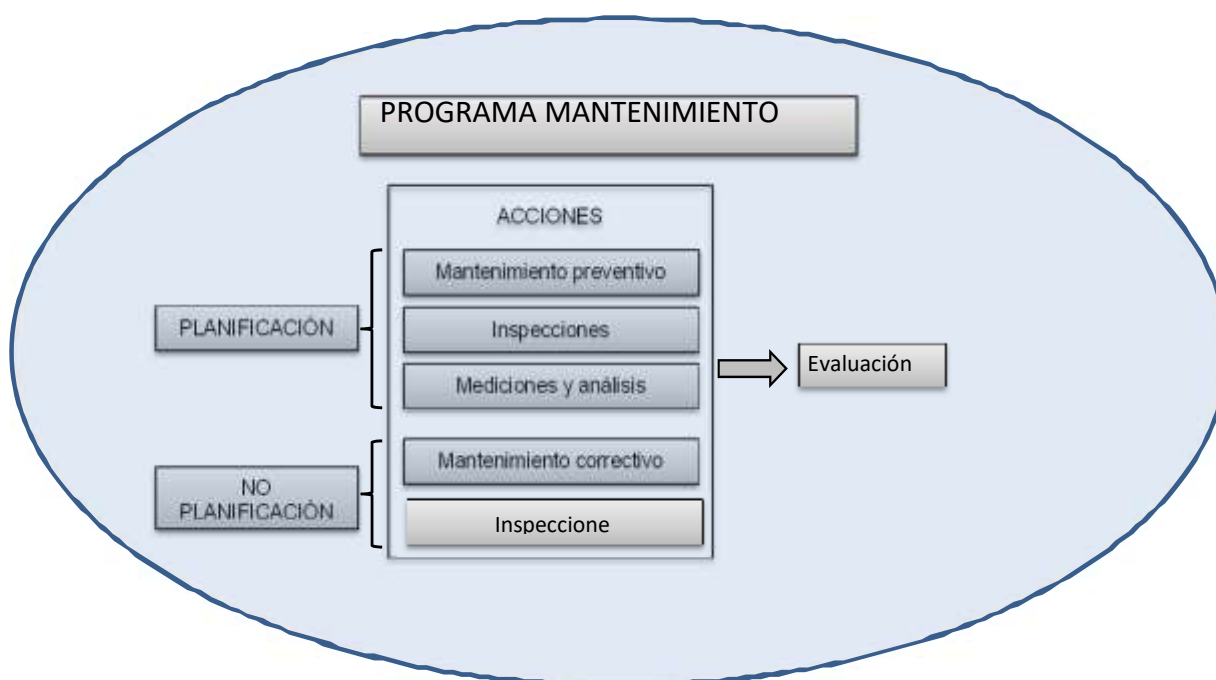 PROGRAMA MANTENIMIENTO
ACCIONES
PLANIFICACIÓN
Mantenimiento preventivo
Inspecciones
Mediciones y análisis
Evaluación
NO
PLANIFICACIÓN
Mantenimiento correctivo
Inspeccione